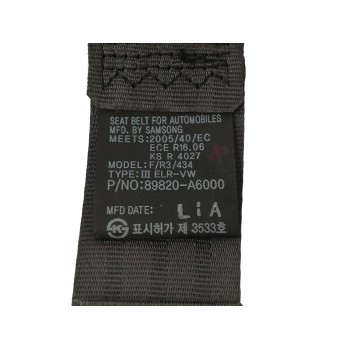 SEAT BELT FOR AUTOMOBILES
MFD. BY SAMSONG
MEETS: 2005/40/EC
ECE R16.06
KS R 4027
MODEL: F/R3/434
TYPE: III ELR-VW
P/NO: 89820-A6000
MFD DATE: LiA
표시허가 제 3533호